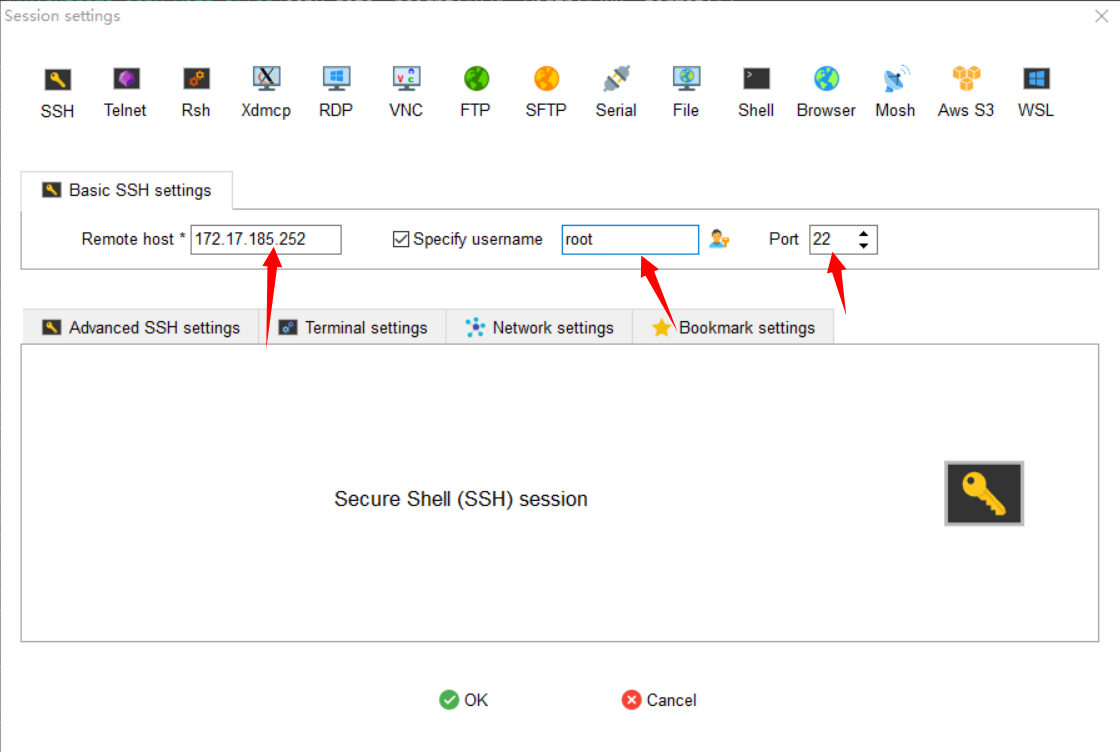 Session settings
SSH Telnet Rsh Xdmcp RDP VNC FTP SFTP Serial File Shell Browser Mosh Aws S3 WSL
Basic SSH settings
Remote host * 172.17.185.252 Specify username root Port 22
Advanced SSH settings Terminal settings Network settings Bookmark settings
Secure Shell (SSH) session
OK Cancel